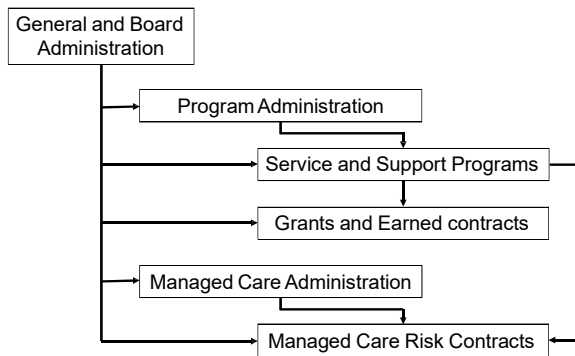 General and Board
Administration
Program Administration
Service and Support Programs
Grants and Earned contracts
Managed Care Administration
Managed Care Risk Contracts